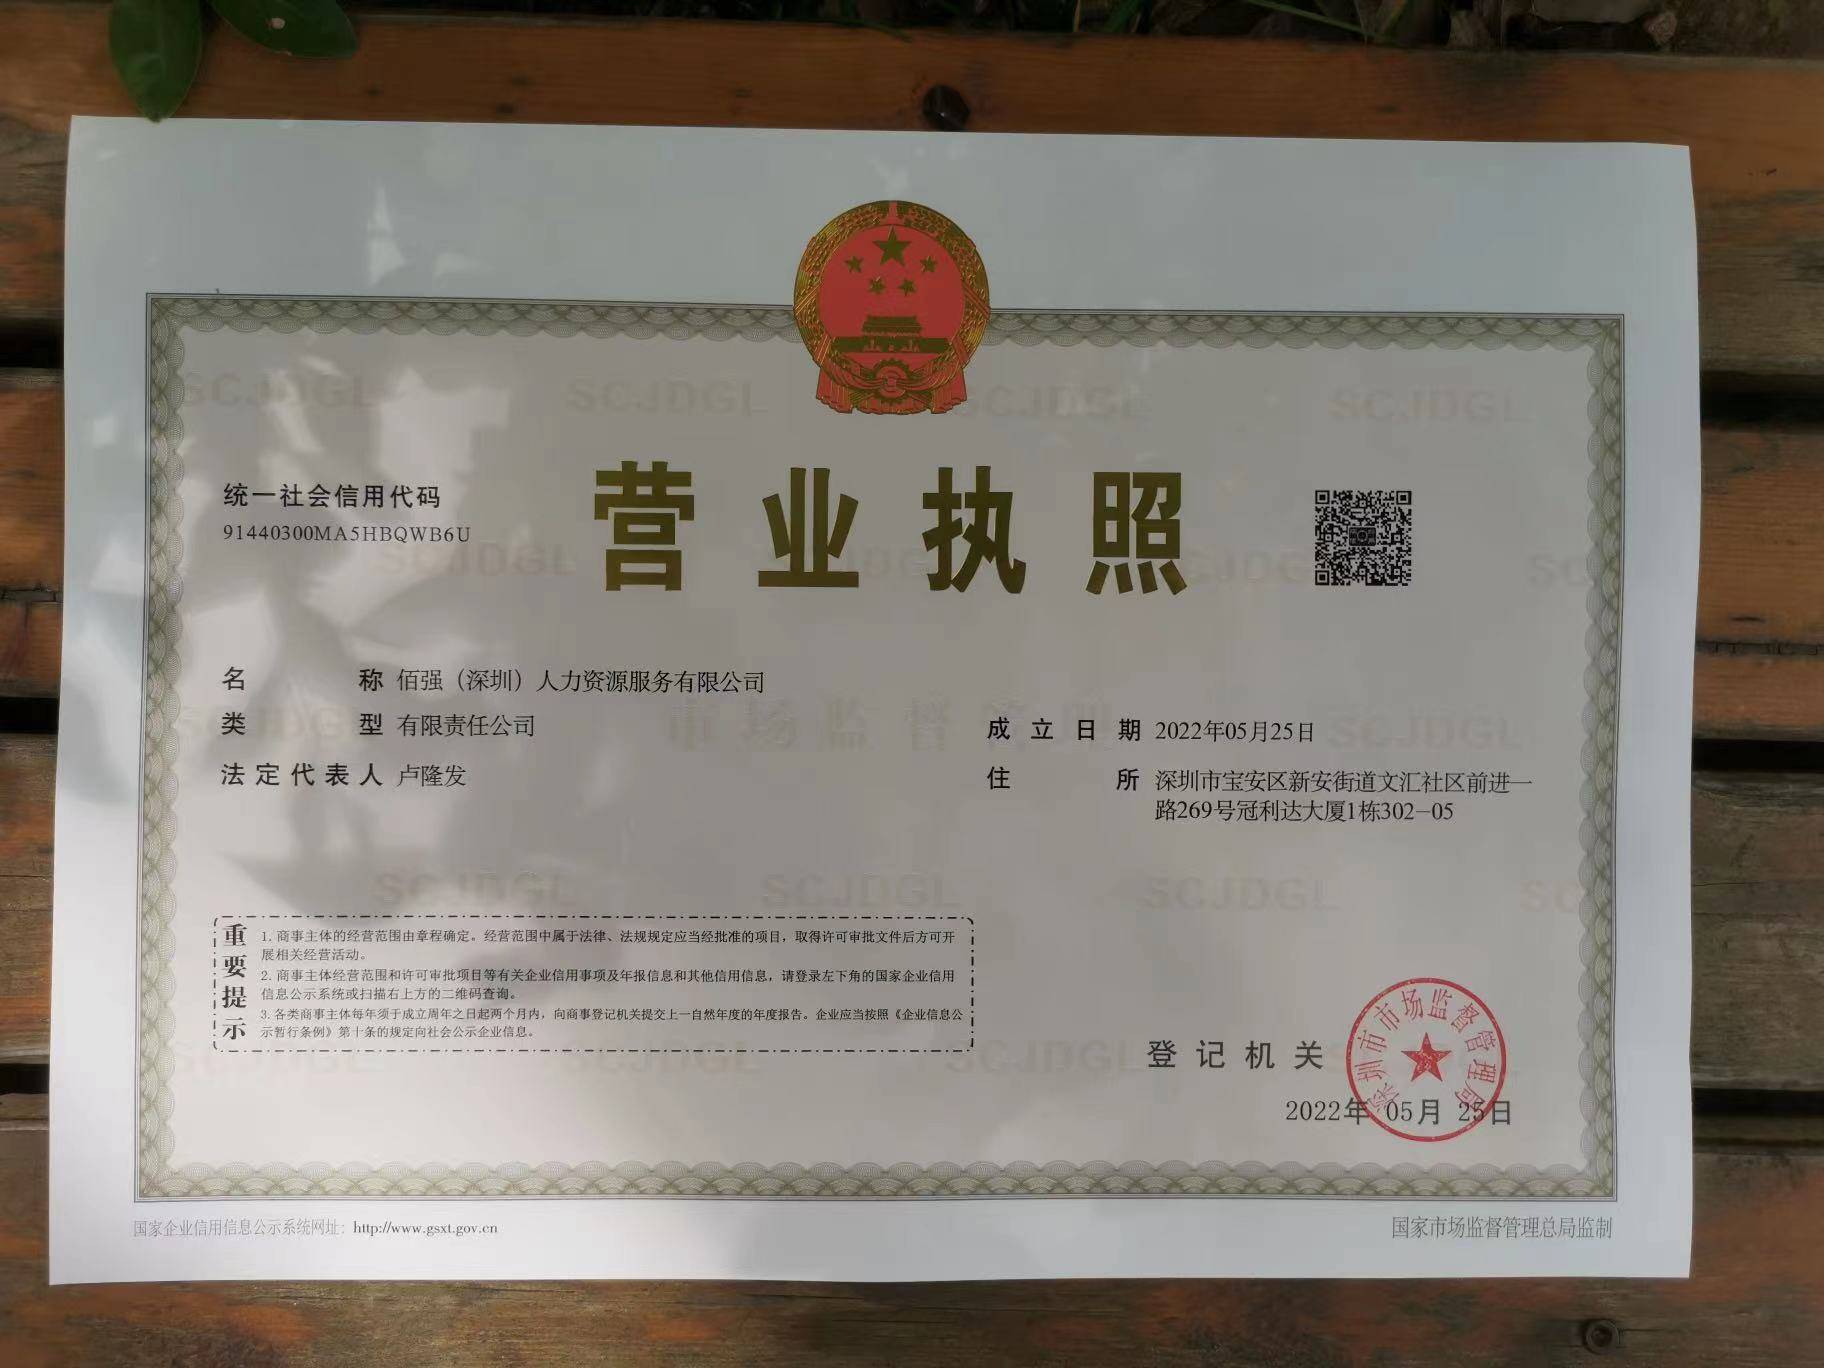 统一社会信用代码
91440300MA5HBQWB6U
营业执照
名称 佰强（深圳）人力资源服务有限公司
类型 有限责任公司
法定代表人 卢隆发
成立日期 2022年05月25日
住所 深圳市宝安区新安街道文汇社区前进一
路269号冠利达大厦1栋302-05
重要提示
1. 商事主体的经营范围由章程确定。经营范围中属于法律、法规规定应当经批准的项目，取得许可审批文件后方可开
展相关经营活动。
2. 商事主体经营范围和许可审批项目等有关企业信用事项及年报信息和其他信用信息，请登录左下角的国家企业信用
信息公示系统或扫描右上方的二维码查询。
3. 各类商事主体每年须于成立周年之日起两个月内，向商事登记机关提交上一自然年度的年度报告。企业应当按照《企业信息公
示暂行条例》第十条的规定向社会公示企业信息。
登记机关
深圳市市场监督管理局
2022年 05月 25日
国家企业信用信息公示系统网址：http://www.gsxt.gov.cn
国家市场监督管理总局监制
SCJDGL
市场监督管理